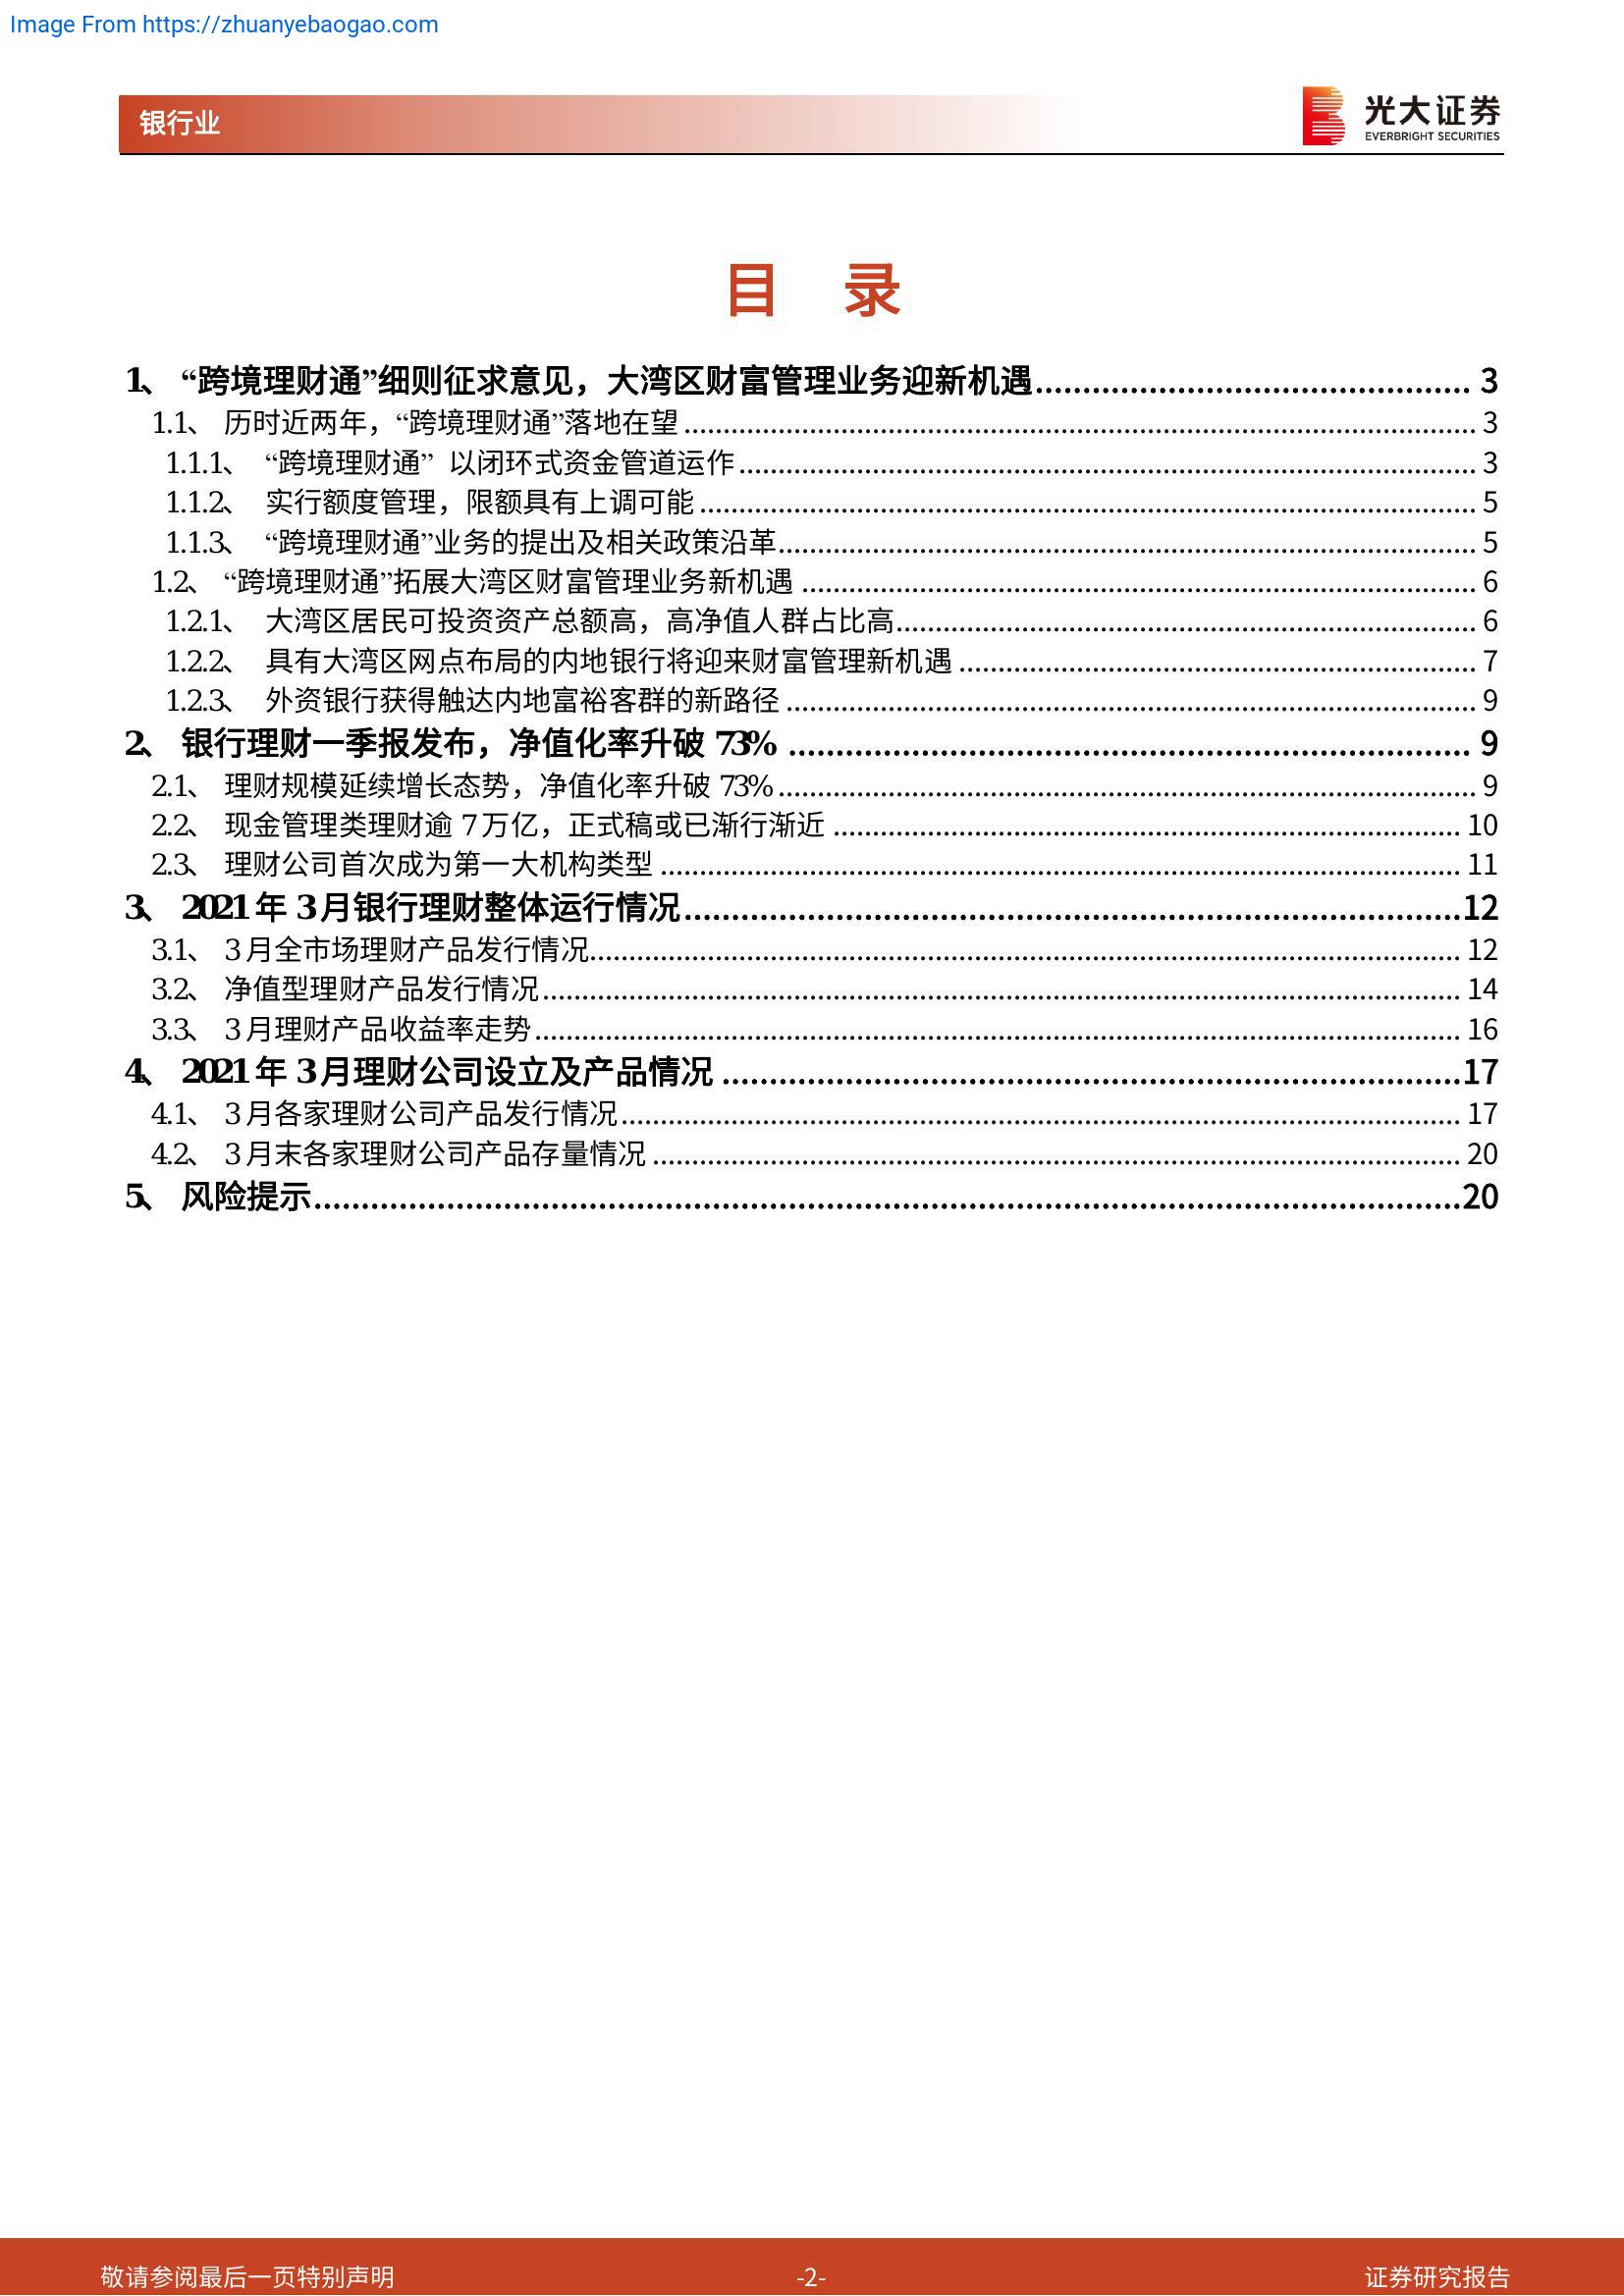 Image From https://zhuanyebaogao.com
银行业
光大证券
EVERBRIGHT SECURITIES
目 录
1、 “跨境理财通”细则征求意见，大湾区财富管理业务迎新机遇 3
1.1、 历时近两年，“跨境理财通”落地在望 3
1.1.1、 “跨境理财通” 以闭环式资金管道运作 3
1.1.2、 实行额度管理，限额具有上调可能 5
1.1.3、 “跨境理财通”业务的提出及相关政策沿革 5
1.2、 “跨境理财通”拓展大湾区财富管理业务新机遇 6
1.2.1、 大湾区居民可投资资产总额高，高净值人群占比高 6
1.2.2、 具有大湾区网点布局的内地银行将迎来财富管理新机遇 7
1.2.3、 外资银行获得触达内地富裕客群的新路径 9
2、 银行理财一季报发布，净值化率升破 73% 9
2.1、 理财规模延续增长态势，净值化率升破 73% 9
2.2、 现金管理类理财逾 7 万亿，正式稿或已渐行渐近 10
2.3、 理财公司首次成为第一大机构类型 11
3、 2021 年 3 月银行理财整体运行情况 12
3.1、 3 月全市场理财产品发行情况 12
3.2、 净值型理财产品发行情况 14
3.3、 3 月理财产品收益率走势 16
4、 2021 年 3 月理财公司设立及产品情况 17
4.1、 3 月各家理财公司产品发行情况 17
4.2、 3 月末各家理财公司产品存量情况 20
5、 风险提示 20
敬请参阅最后一页特别声明 -2- 证券研究报告